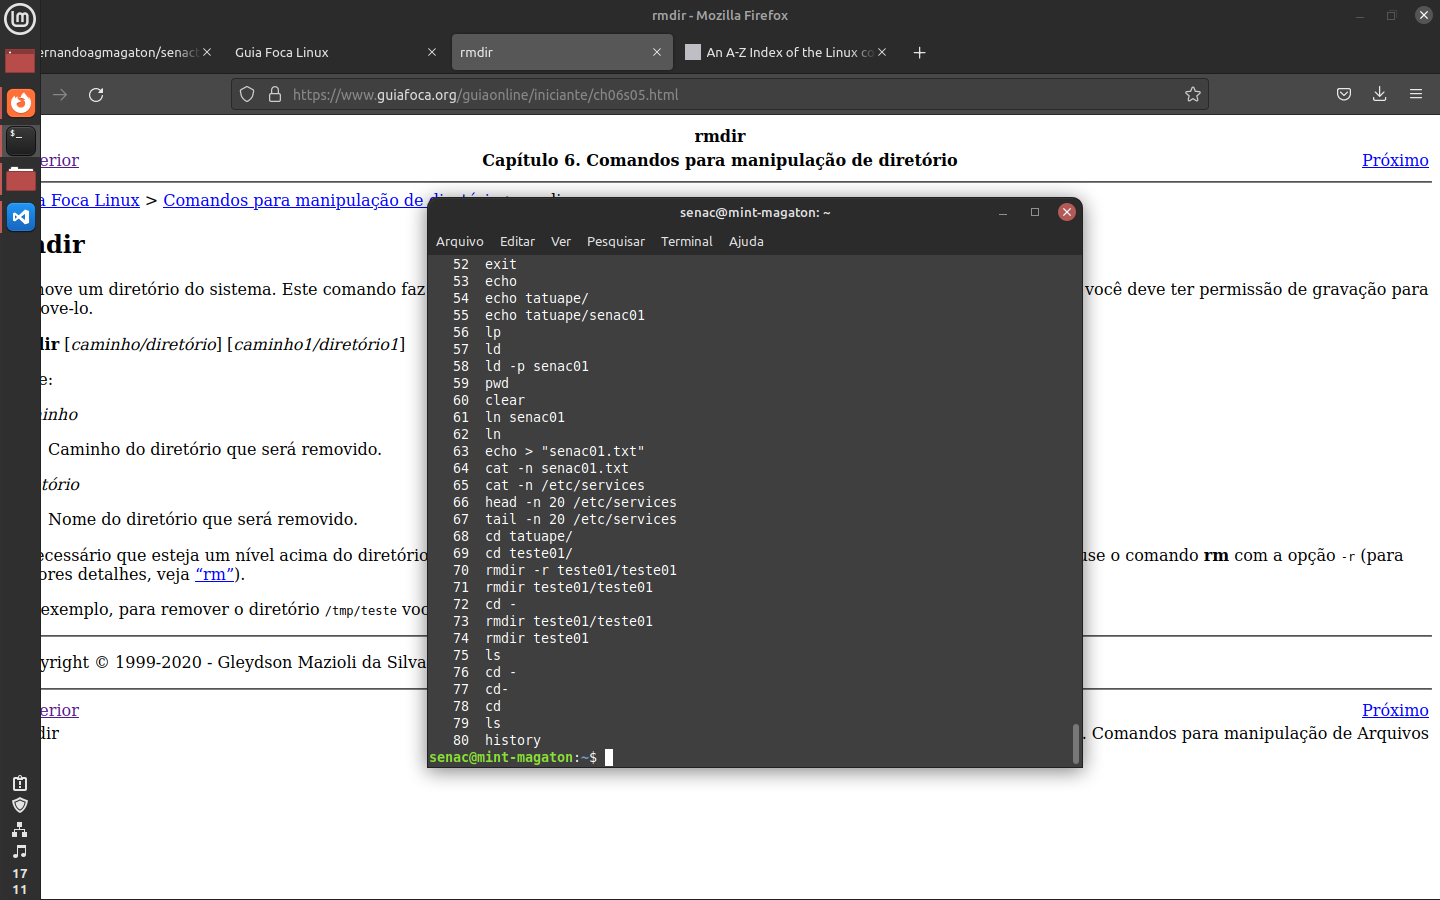 rmdir - Mozilla Firefox
ernandoagmagaton/senact
Guia Foca Linux
rmdir
An A-Z Index of the Linux co
https://www.guiafoca.org/guiaonline/iniciante/ch06s05.html
rmdir
erior
Capítulo 6. Comandos para manipulação de diretório
Próximo
a Foca Linux > Comandos para manipulação de
dir
ove um diretório do sistema. Este comando faz
você deve ter permissão de gravação para
ove-lo.
dir [caminho/diretório] [caminho1/diretório1]
e:
inho
Caminho do diretório que será removido.
tório
Nome do diretório que será removido.
ecessário que esteja um nível acima do diretório
use o comando rm com a opção -r (para
ores detalhes, veja “rm”).
exemplo, para remover o diretório /tmp/teste voc
yright © 1999-2020 - Gleydson Mazioli da Silva
erior
Próximo
dir
. Comandos para manipulação de Arquivos
senac@mint-magaton: ~
Arquivo Editar Ver Pesquisar Terminal Ajuda
52 exit
53 echo
54 echo tatuape/
55 echo tatuape/senac01
56 lp
57 ld
58 ld -p senac01
59 pwd
60 clear
61 ln senac01
62 ln
63 echo > "senac01.txt"
64 cat -n senac01.txt
65 cat -n /etc/services
66 head -n 20 /etc/services
67 tail -n 20 /etc/services
68 cd tatuape/
69 cd teste01/
70 rmdir -r teste01/teste01
71 rmdir teste01/teste01
72 cd -
73 rmdir teste01/teste01
74 rmdir teste01
75 ls
76 cd -
77 cd-
78 cd
79 ls
80 history
senac@mint-magaton:~$
17
11